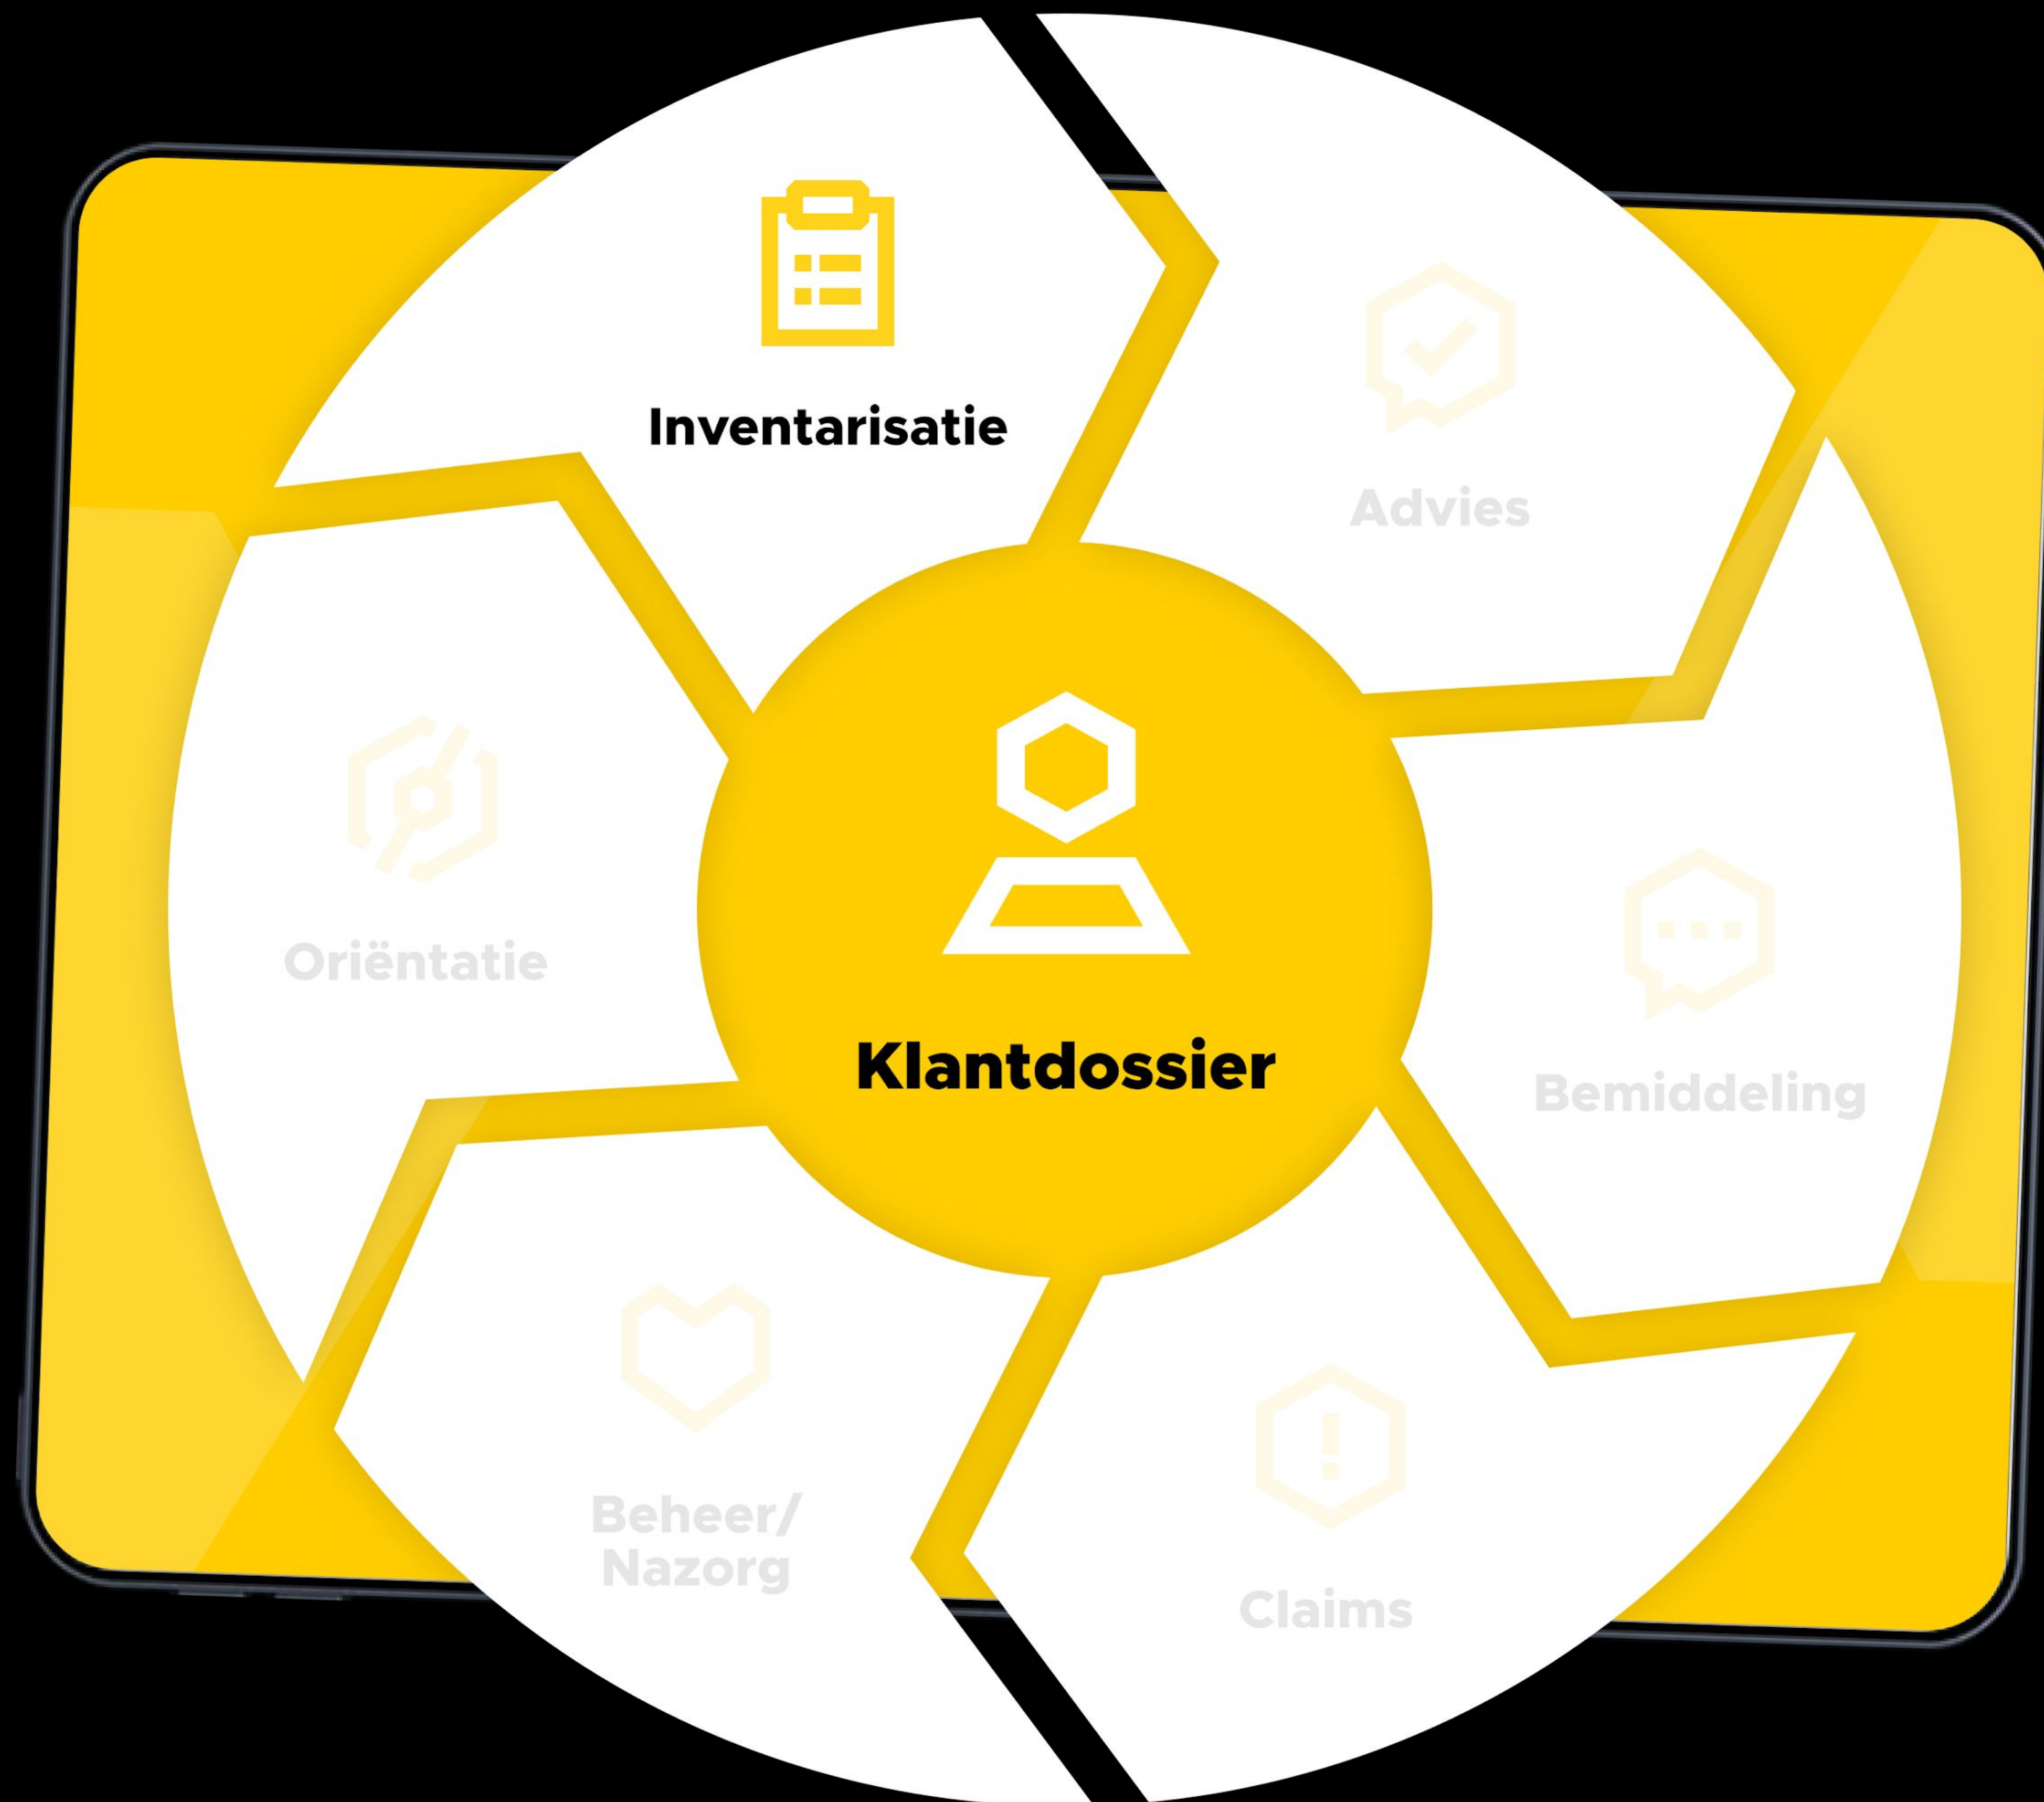 Inventarisatie
Advies
Oriëntatie
Klantdossier
Bemiddeling
Beheer/
Nazorg
Claims